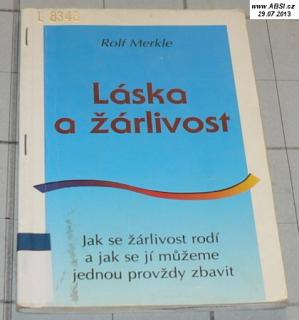 www.ABSI.cz
29.07.2013
L 8343
Rolf Merkle
Láska
a žárlivost
Jak se žárlivost rodí
a jak se jí můžeme
jednou provždy zbavit